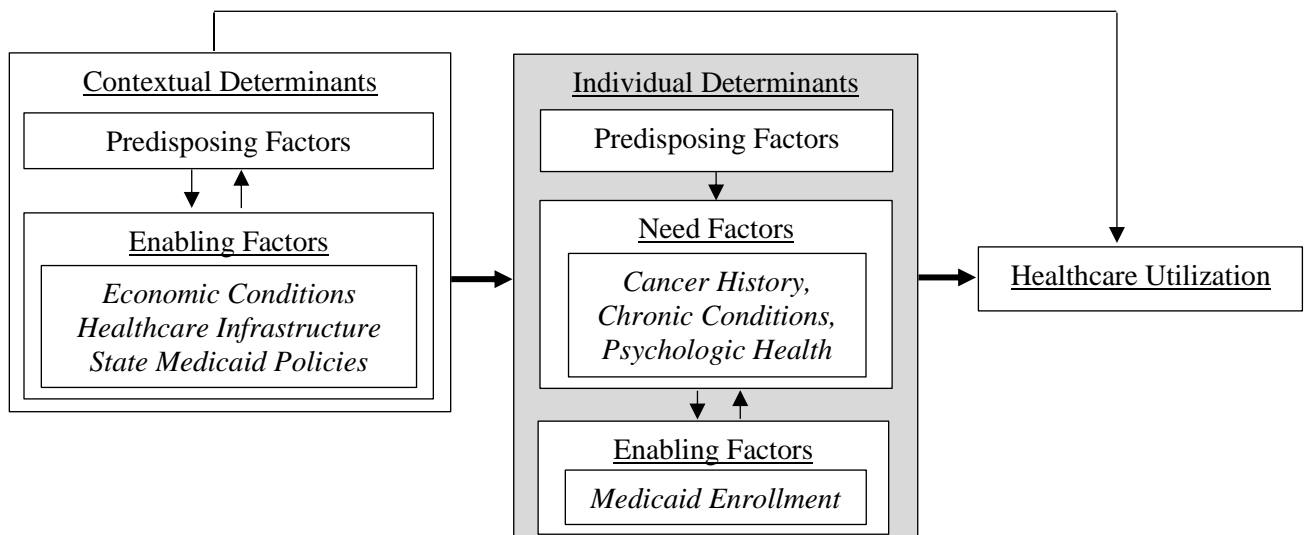 Contextual Determinants
Predisposing Factors
Enabling Factors
Economic Conditions
Healthcare Infrastructure
State Medicaid Policies
Individual Determinants
Predisposing Factors
Need Factors
Cancer History,
Chronic Conditions,
Psychologic Health
Enabling Factors
Medicaid Enrollment
Healthcare Utilization